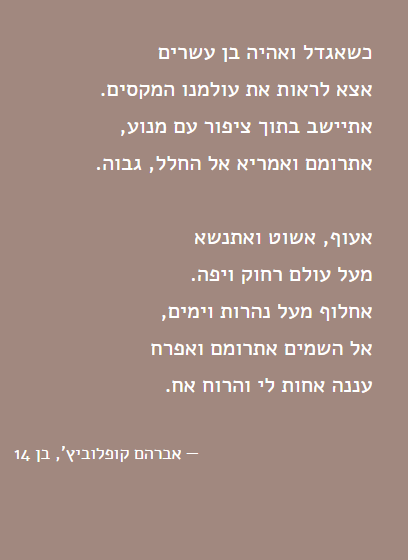 כשאגדל ואהיה בן עשרים
אצא לראות את עולמנו המקסים.
אתיישב בתוך ציפור עם מנוע,
אתרומם ואמריא אל החלל, גבוה.

אעוף, אשוט ואתנשא
מעל עולם רחוק ויפה.
אחלוף מעל נהרות וימים,
אל השמים אתרומם ואפרח
עננה אחות לי והרוח אח.

– אברהם קופלוביץ', בן 14